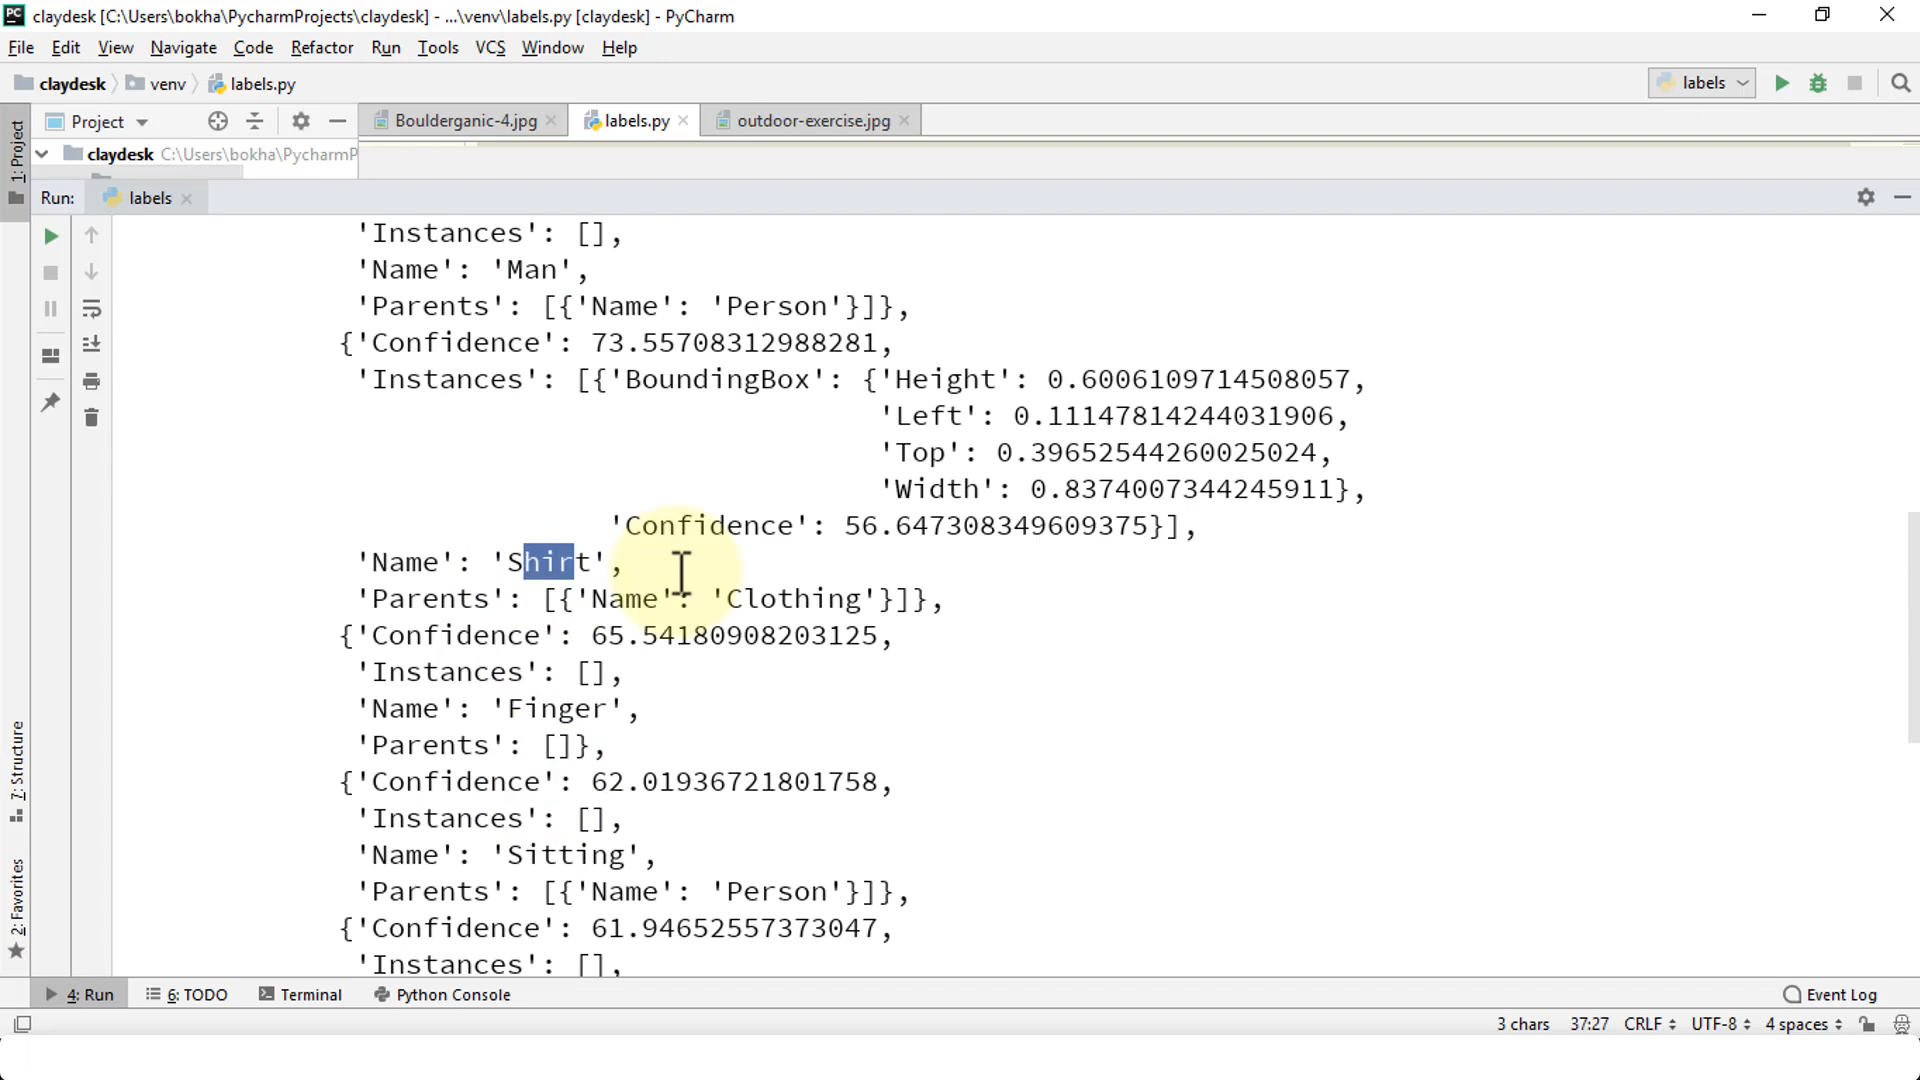 claydesk [C:\Users\bokha\PycharmProjects\claydesk] - ...\venv\labels.py [claydesk] - PyCharm
File Edit View Navigate Code Refactor Run Tools VCS Window Help
claydesk venv labels.py labels
Project Boulderganic-4.jpg labels.py outdoor-exercise.jpg
1: Project
claydesk C:\Users\bokha\PycharmP
Run: labels
'Instances': [],
'Name': 'Man',
'Parents': [{'Name': 'Person'}]},
{'Confidence': 73.55708312988281,
'Instances': [{'BoundingBox': {'Height': 0.6006109714508057,
'Left': 0.11147814244031906,
'Top': 0.39652544260025024,
'Width': 0.8374007344245911},
'Confidence': 56.647308349609375}],
'Name': 'Shirt',
'Parents': [{'Name': 'Clothing'}]},
{'Confidence': 65.54180908203125,
'Instances': [],
'Name': 'Finger',
'Parents': []},
{'Confidence': 62.01936721801758,
'Instances': [],
'Name': 'Sitting',
'Parents': [{'Name': 'Person'}]},
{'Confidence': 61.94652557373047,
'Instances': [],
7: Structure
2: Favorites
4: Run 6: TODO Terminal Python Console Event Log
3 chars 37:27 CRLF UTF-8 4 spaces